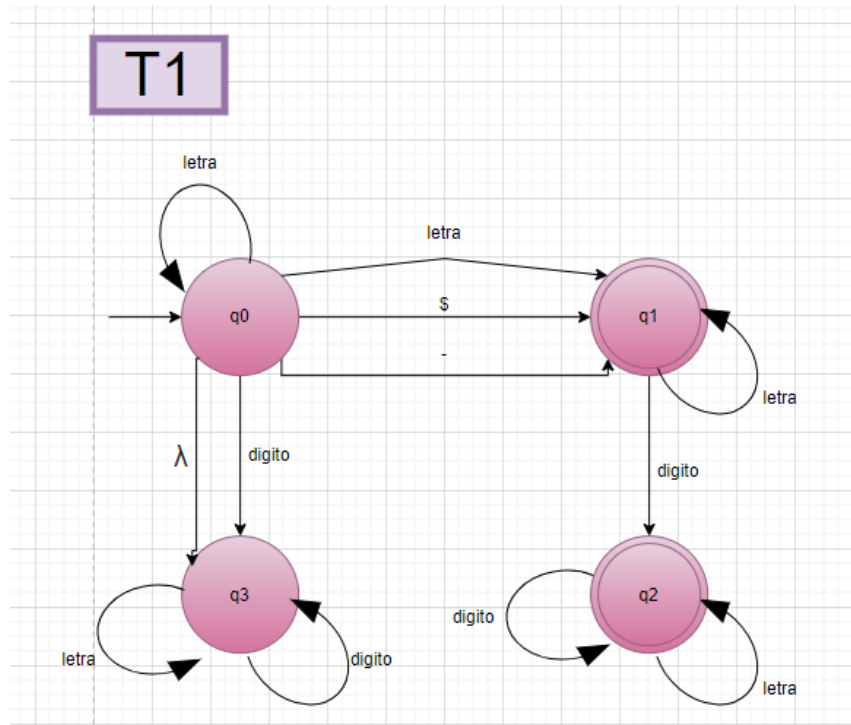 T1
letra
letra
$
q0
q1
-
letra
λ
digito
digito
q3
q2
digito
letra
digito
letra